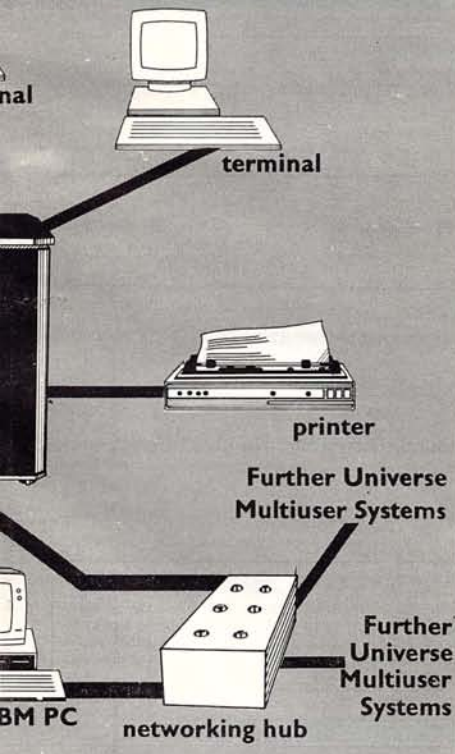 nal
terminal
printer
Further Universe
Multiuser Systems
Further
Universe
Multiuser
Systems
BM PC
networking hub